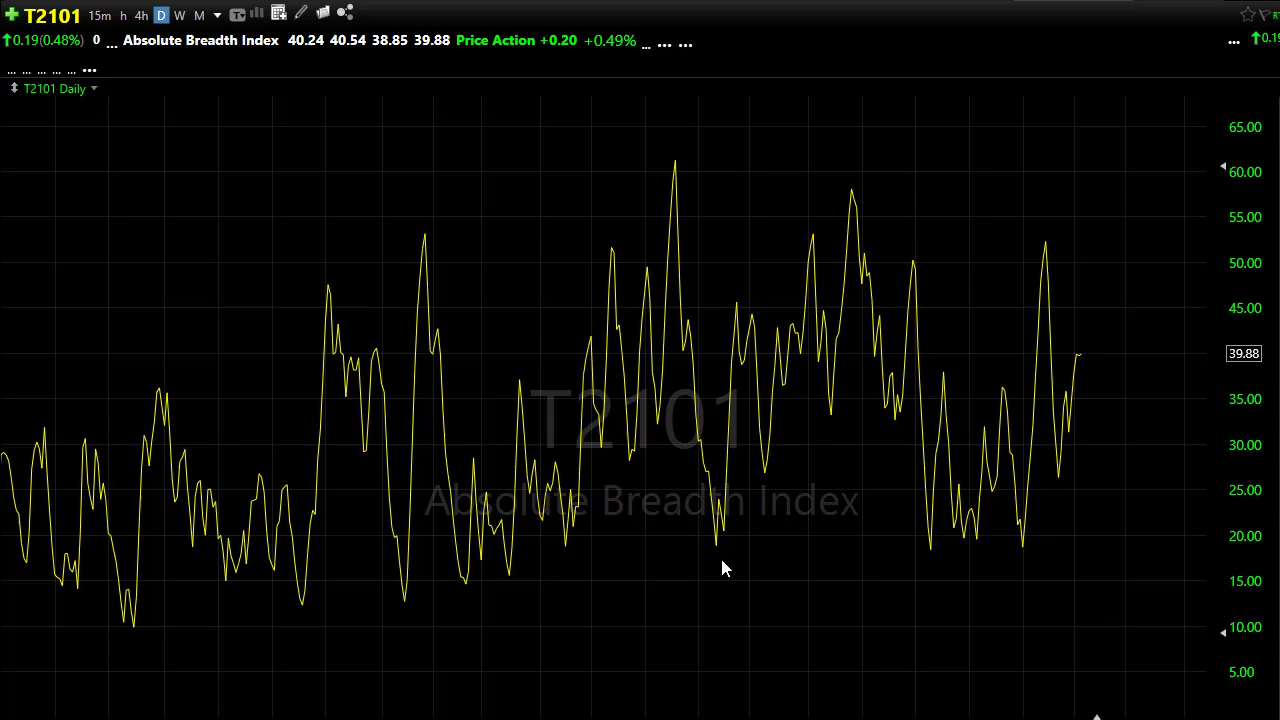 T2101 15m h 4h D W M
0.19(0.48%) 0 ... Absolute Breadth Index 40.24 40.54 38.85 39.88 Price Action +0.20 +0.49% ... ... ... ... 0.19
... ... ... ... ... ...
T2101 Daily
65.00
60.00
55.00
50.00
45.00
39.88
35.00
30.00
25.00
20.00
15.00
10.00
5.00
T2101
Absolute Breadth Index